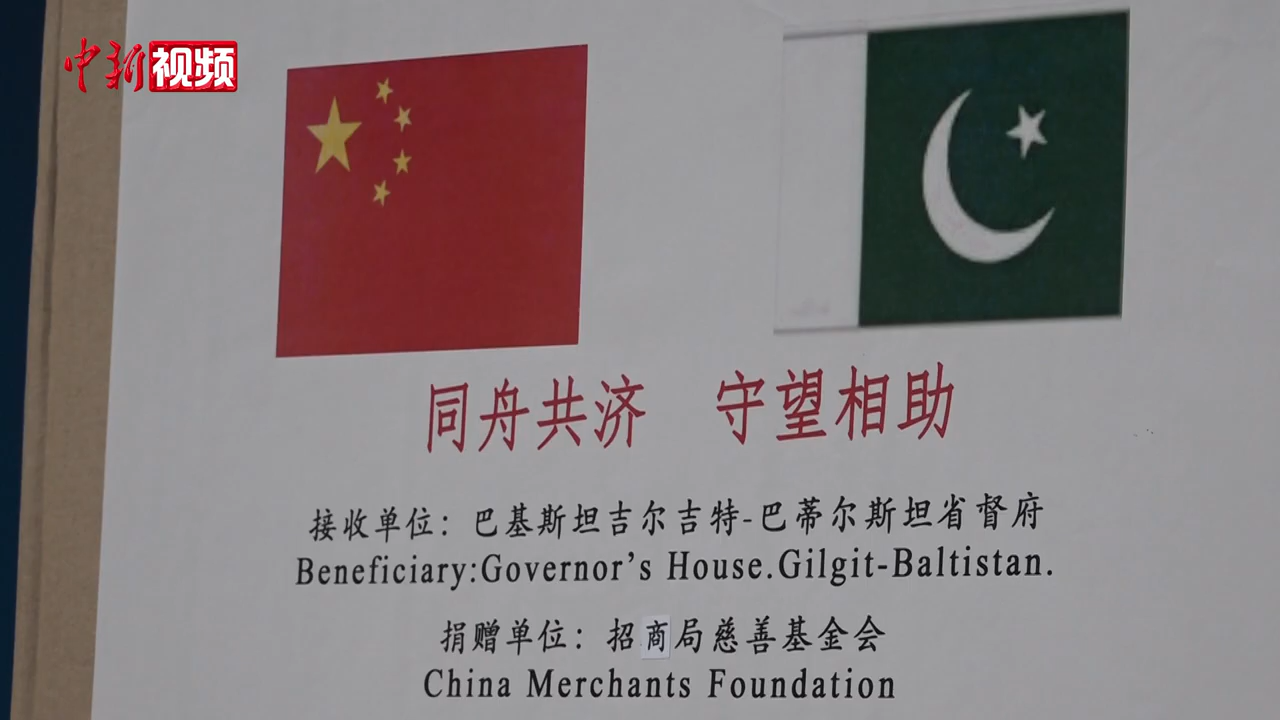 中新视频
同舟共济 守望相助
接收单位：巴基斯坦吉尔吉特-巴蒂尔斯坦省督府
Beneficiary:Governor's House.Gilgit-Baltistan.
捐赠单位：招商局慈善基金会
China Merchants Foundation